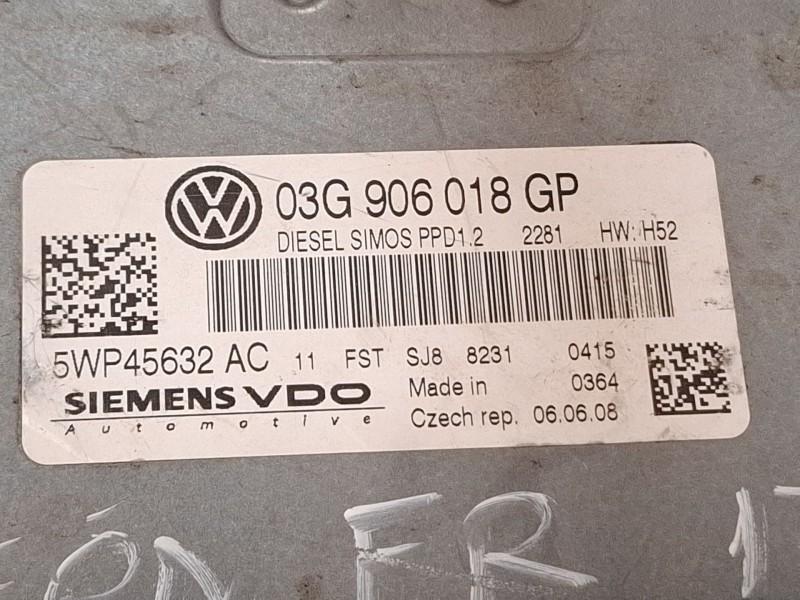 03G 906 018 GP
DIESEL SIMOS PPD1.2 2281 HW: H52
5WP45632 AC 11 FST SJ8 8231 0415
SIEMENS VDO Made in 0364
Automotive Czech rep. 06.06.08
FR